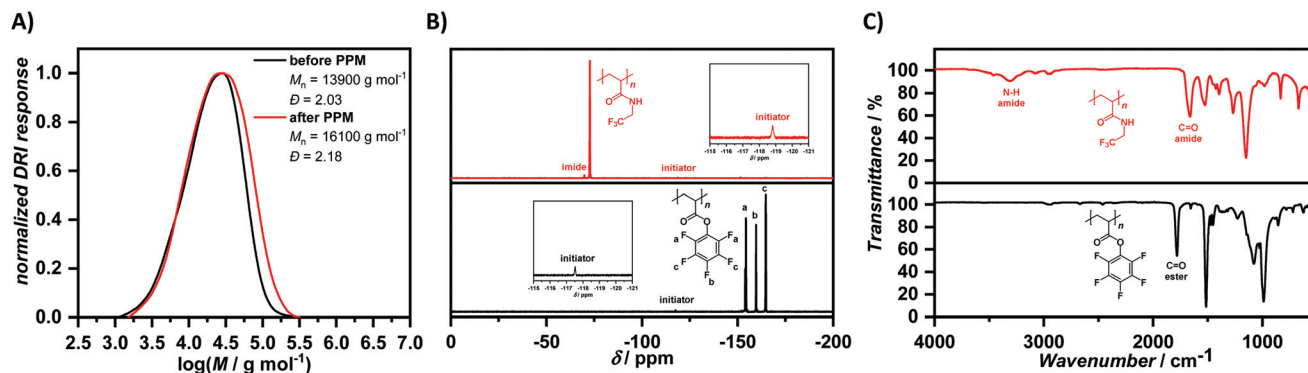 A)
normalized DRI response
1.0
0.8
0.6
0.4
0.2
0.0
before PPM
Mn = 13900 g mol-1
Đ = 2.03
after PPM
Mn = 16100 g mol-1
Đ = 2.18
2.5 3.0 3.5 4.0 4.5 5.0 5.5 6.0 6.5 7.0
log(M / g mol-1)
B)
n
O
NH
F3C
imide
initiator
initiator
-115 -116 -117 -118 -119 -120 -121
δ/ ppm
initiator
-115 -116 -117 -118 -119 -120 -121
δ/ ppm
n
O
O
a F F a
c F F c
F
b
initiator
a
b
c
0 -50 -100 -150 -200
δ/ ppm
C)
Transmittance / %
100
80
60
40
20
0
N-H
amide
n
O
NH
F3C
C=O
amide
100
80
60
40
20
0
n
O
O
F F
F F
F
C=O
ester
4000 3000 2000 1000
Wavenumber / cm-1